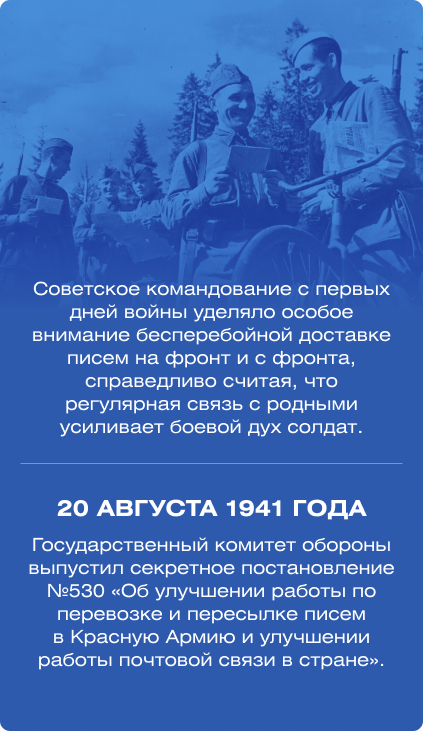 Советское командование с первых
дней войны уделяло особое
внимание бесперебойной доставке
писем на фронт и с фронта,
справедливо считая, что
регулярная связь с родными
усиливает боевой дух солдат.
20 АВГУСТА 1941 ГОДА
Государственный комитет обороны
выпустил секретное постановление
№530 «Об улучшении работы по
перевозке и пересылке писем
в Красную Армию и улучшении
работы почтовой связи в стране».